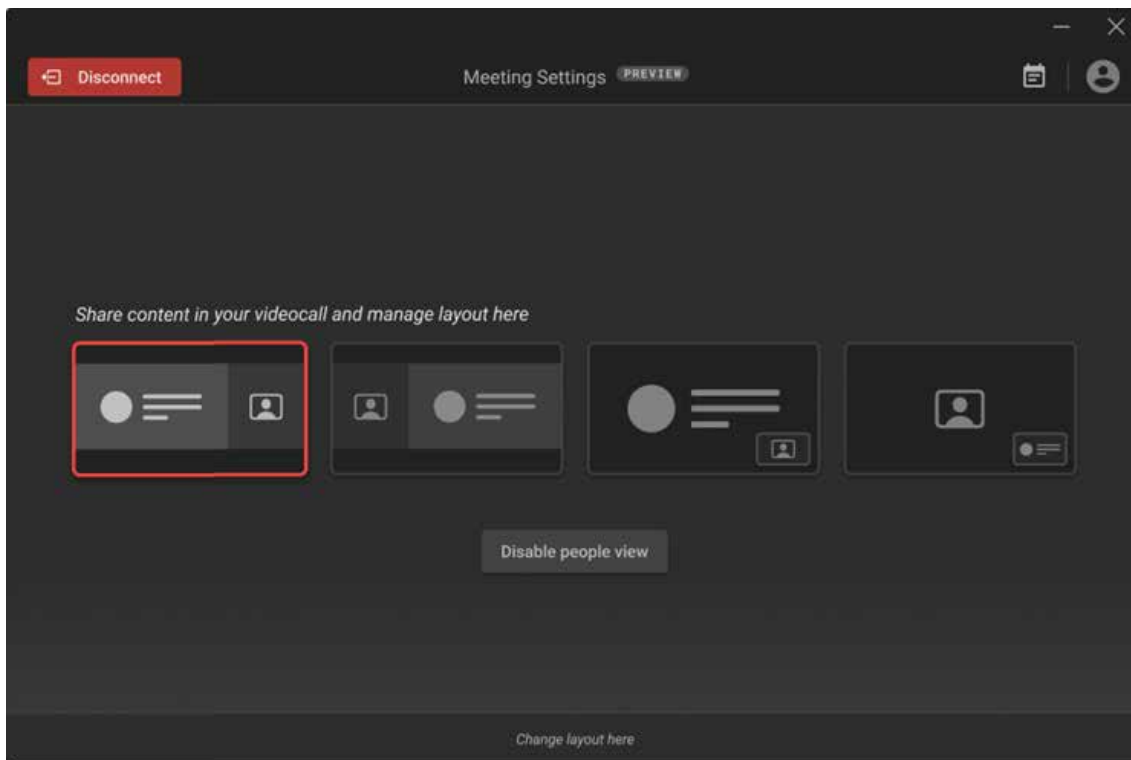 Disconnect
Meeting Settings PREVIEW
Share content in your videocall and manage layout here
Disable people view
Change layout here